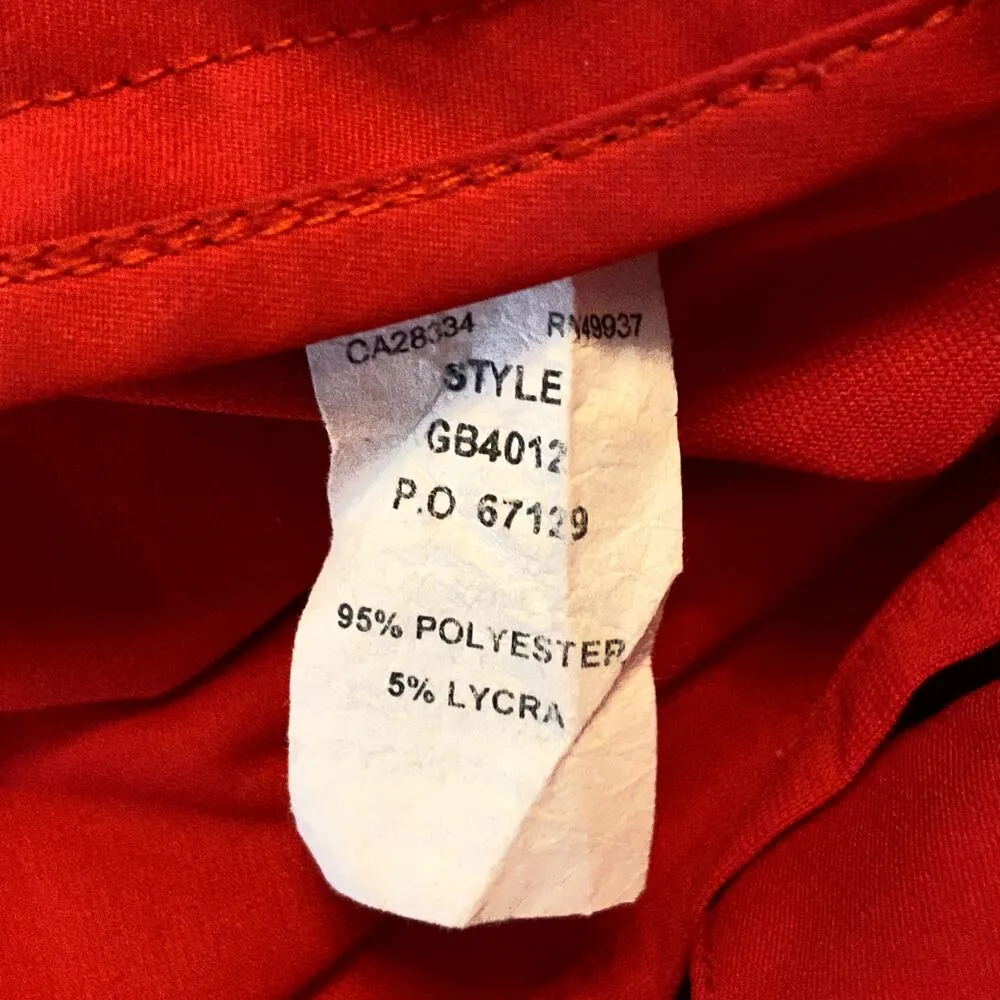 CA28334 RN49937
STYLE
GB4012
P.O 67129
95% POLYESTER
5% LYCRA